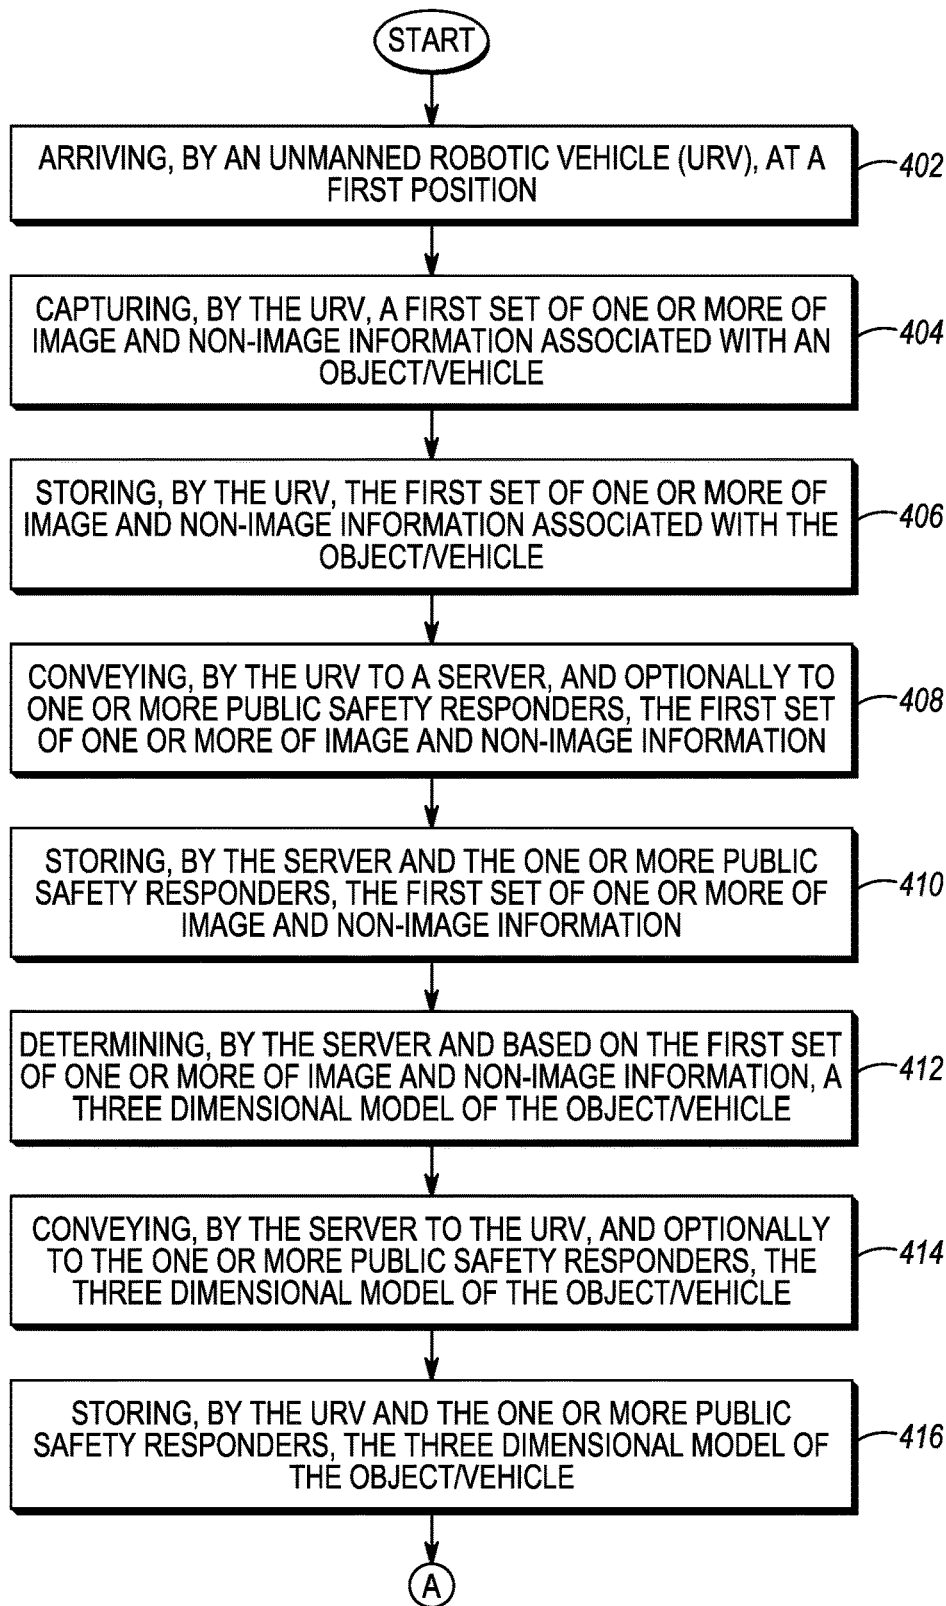 START
ARRIVING, BY AN UNMANNED ROBOTIC VEHICLE (URV), AT A
FIRST POSITION
402
CAPTURING, BY THE URV, A FIRST SET OF ONE OR MORE OF
IMAGE AND NON-IMAGE INFORMATION ASSOCIATED WITH AN
OBJECT/VEHICLE
404
STORING, BY THE URV, THE FIRST SET OF ONE OR MORE OF
IMAGE AND NON-IMAGE INFORMATION ASSOCIATED WITH THE
OBJECT/VEHICLE
406
CONVEYING, BY THE URV TO A SERVER, AND OPTIONALLY TO
ONE OR MORE PUBLIC SAFETY RESPONDERS, THE FIRST SET
OF ONE OR MORE OF IMAGE AND NON-IMAGE INFORMATION
408
STORING, BY THE SERVER AND THE ONE OR MORE PUBLIC
SAFETY RESPONDERS, THE FIRST SET OF ONE OR MORE OF
IMAGE AND NON-IMAGE INFORMATION
410
DETERMINING, BY THE SERVER AND BASED ON THE FIRST SET
OF ONE OR MORE OF IMAGE AND NON-IMAGE INFORMATION, A
THREE DIMENSIONAL MODEL OF THE OBJECT/VEHICLE
412
CONVEYING, BY THE SERVER TO THE URV, AND OPTIONALLY
TO THE ONE OR MORE PUBLIC SAFETY RESPONDERS, THE
THREE DIMENSIONAL MODEL OF THE OBJECT/VEHICLE
414
STORING, BY THE URV AND THE ONE OR MORE PUBLIC
SAFETY RESPONDERS, THE THREE DIMENSIONAL MODEL OF
THE OBJECT/VEHICLE
416
A